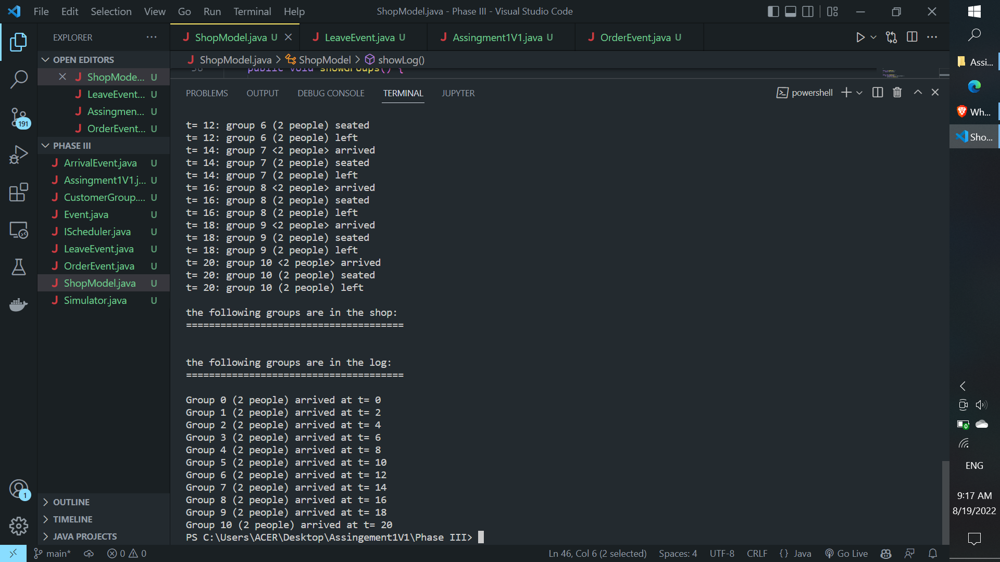 File Edit Selection View Go Run Terminal Help
ShopModel.java - Phase III - Visual Studio Code
EXPLORER
ShopModel.java U
LeaveEvent.java U
Assingment1V1.java U
OrderEvent.java U
OPEN EDITORS
ShopModel.java > ShopModel > showLog()
public void showGroups() {
ShopMode... U
LeaveEvent... U
Assingmen... U
OrderEvent... U
191
PHASE III
ArrivalEvent.java U
Assingment1V1.j... U
CustomerGroup.... U
Event.java U
IScheduler.java U
LeaveEvent.java U
OrderEvent.java U
ShopModel.java U
Simulator.java U
1
OUTLINE
TIMELINE
JAVA PROJECTS
PROBLEMS OUTPUT DEBUG CONSOLE TERMINAL JUPYTER
powershell
t= 12: group 6 (2 people) seated
t= 12: group 6 (2 people) left
t= 14: group 7 <2 people> arrived
t= 14: group 7 (2 people) seated
t= 14: group 7 (2 people) left
t= 16: group 8 <2 people> arrived
t= 16: group 8 (2 people) seated
t= 16: group 8 (2 people) left
t= 18: group 9 <2 people> arrived
t= 18: group 9 (2 people) seated
t= 18: group 9 (2 people) left
t= 20: group 10 <2 people> arrived
t= 20: group 10 (2 people) seated
t= 20: group 10 (2 people) left
the following groups are in the shop:
======================================
the following groups are in the log:
======================================
Group 0 (2 people) arrived at t= 0
Group 1 (2 people) arrived at t= 2
Group 2 (2 people) arrived at t= 4
Group 3 (2 people) arrived at t= 6
Group 4 (2 people) arrived at t= 8
Group 5 (2 people) arrived at t= 10
Group 6 (2 people) arrived at t= 12
Group 7 (2 people) arrived at t= 14
Group 8 (2 people) arrived at t= 16
Group 9 (2 people) arrived at t= 18
Group 10 (2 people) arrived at t= 20
PS C:\Users\ACER\Desktop\Assingement1V1\Phase III>
main* 0 0
Ln 46, Col 6 (2 selected) Spaces: 4 UTF-8 CRLF {} Java Go Live
Assi...
Wh...
Sho...
ENG
9:17 AM
8/19/2022